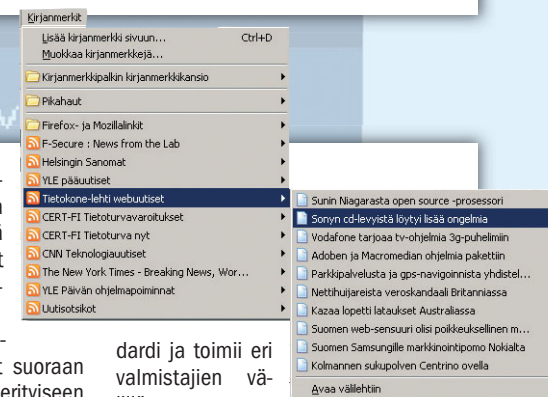 Kirjanmerkit
Lisää kirjanmerkki sivuun... Ctrl+D
Muokkaa kirjanmerkkejä...
Kirjanmerkkipalkin kirjanmerkkikansio
Pikahaut
Firefox- ja Mozillalinkit
F-Secure : News from the Lab
Helsingin Sanomat
YLE pääuutiset
Tietokone-lehti webuutiset
CERT-FI Tietoturvavaroitukset
CERT-FI Tietoturva nyt
CNN Teknologiauutiset
The New York Times - Breaking News, Wor...
YLE Päivän ohjelmapoiminnat
Uutisotsikot
Sunin Niagarasta open source -prosessori
Sonyn cd-levyistä löytyi lisää ongelmia
Vodafone tarjoaa tv-ohjelmia 3g-puhelimiin
Adoben ja Macromedian ohjelmia pakettiin
Parkkipalvelusta ja gps-navigoinnista yhdistel...
Nettihuijareista veroskandaali Britanniassa
Kazaa lopetti lataukset Australiassa
Suomen web-sensuuri olisi poikkeuksellinen m...
Suomen Samsungille markkinointipomo Nokialta
Kolmannen sukupolven Centrino ovella
Avaa välilehtiin
t suoraan
erityiseen
dardi ja toimii eri
valmistajien vä-